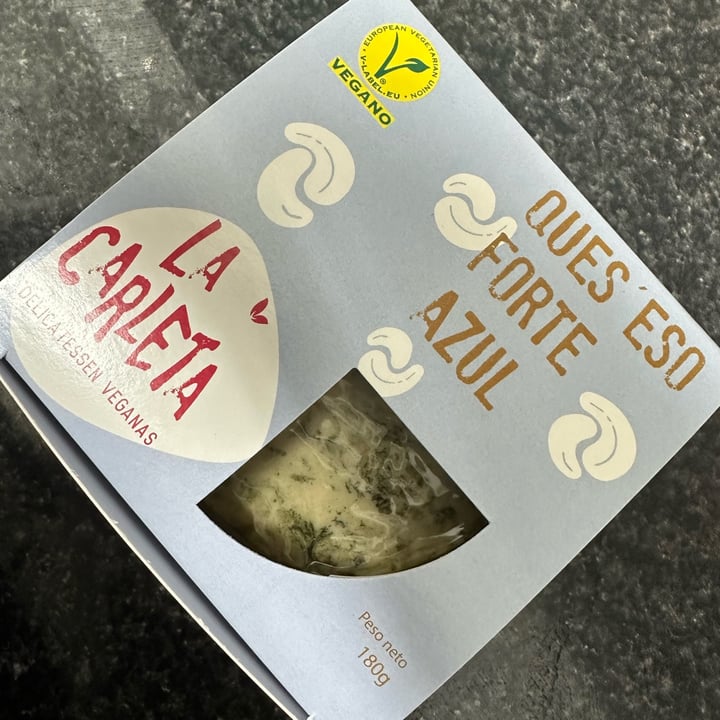 EUROPEAN VEGETARIAN UNION
V-LABEL.EU
®
VEGANO
LA
CARLETA
DELICATESSEN VEGANAS
QUES´ESO
FORTE
AZUL
Peso neto
180g